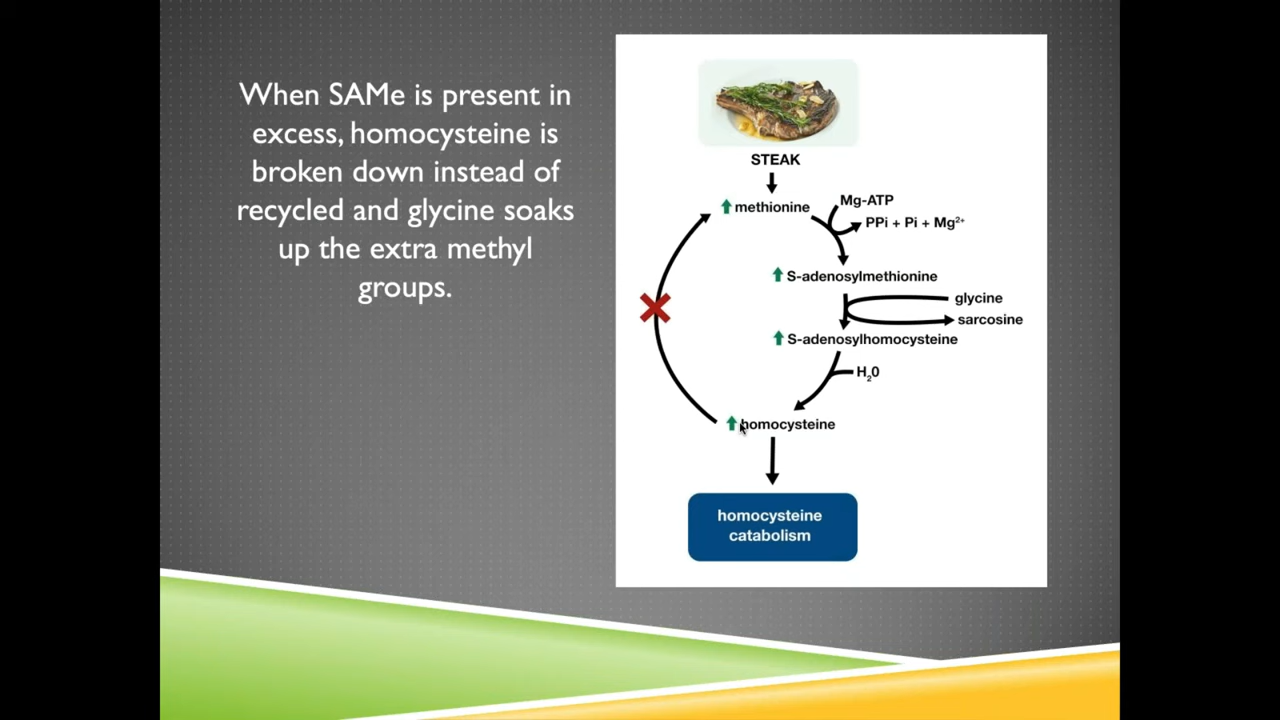 When SAMe is present in
excess, homocysteine is
broken down instead of
recycled and glycine soaks
up the extra methyl
groups.
STEAK
methionine
Mg-ATP
PPi + Pi + Mg²⁺
S-adenosylmethionine
glycine
sarcosine
S-adenosylhomocysteine
H₂0
homocysteine
homocysteine
catabolism